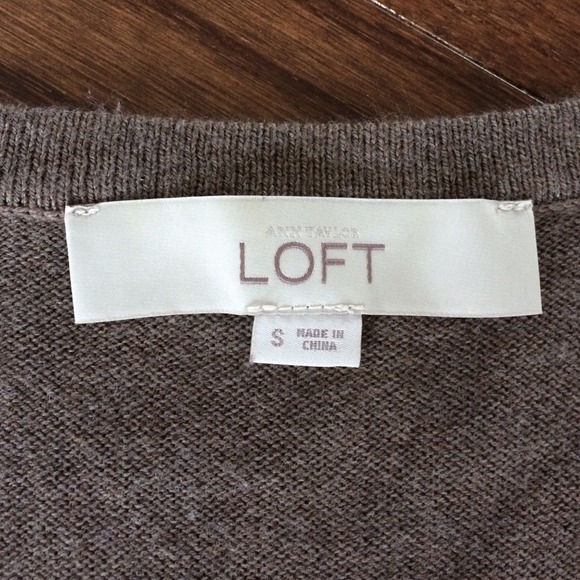 ANN TAYLOR
LOFT
S MADE IN
CHINA